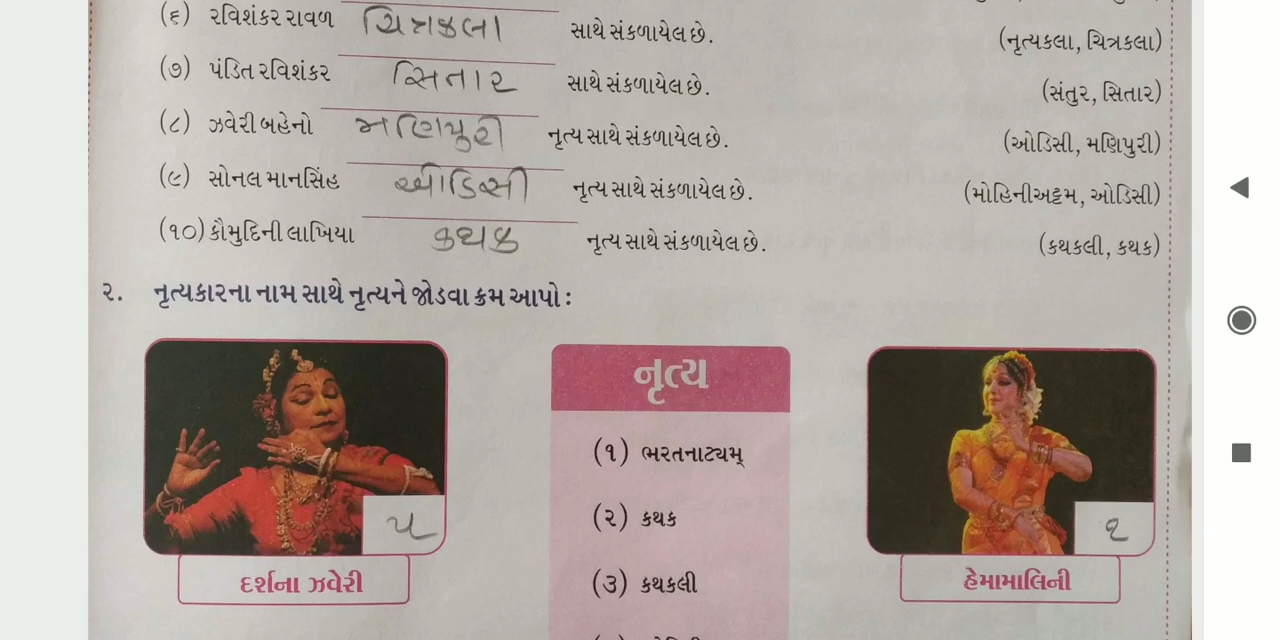 (૬) રવિશંકર રાવળ ચિત્રકલા સાથે સંકળાયેલ છે. (નૃત્યકલા, ચિત્રકલા)
(૭) પંડિત રવિશંકર સિતાર સાથે સંકળાયેલ છે. (સંતુર, સિતાર)
(૮) ઝવેરી બહેનો મણિપુરી નૃત્ય સાથે સંકળાયેલ છે. (ઓડિસી, મણિપુરી)
(૯) સોનલ માનસિંહ ઓડિસી નૃત્ય સાથે સંકળાયેલ છે. (મોહિનીઅટ્ટમ, ઓડિસી)
(૧૦) કૌમુદિની લાખિયા કથક નૃત્ય સાથે સંકળાયેલ છે. (કથકલી, કથક)
૨. નૃત્યકારના નામ સાથે નૃત્યને જોડવા ક્રમ આપો :
નૃત્ય
(૧) ભરતનાટ્યમ્
(૨) કથક
(૩) કથકલી
૫
દર્શના ઝવેરી
૧
હેમામાલિની